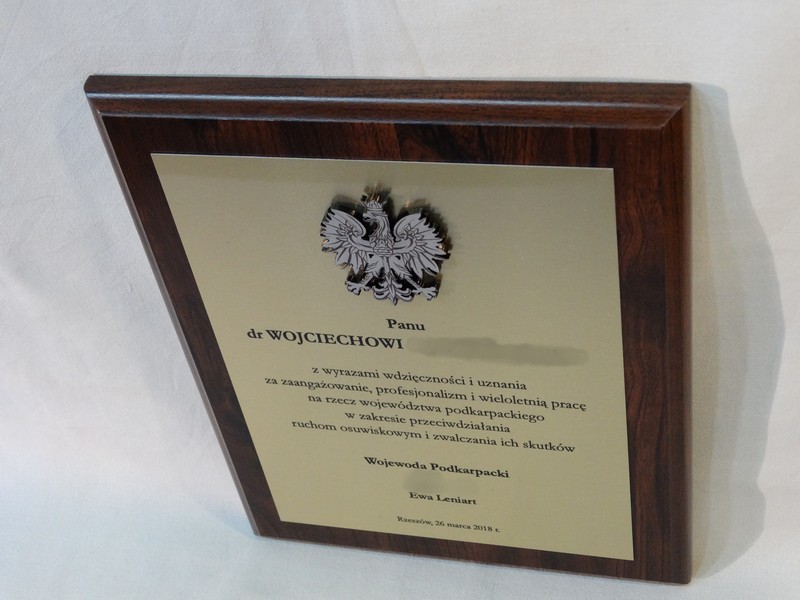 Panu
dr WOJCIECHOWI
z wyrazami wdzięczności i uznania
za zaangażowanie, profesjonalizm i wieloletnią pracę
na rzecz województwa podkarpackiego
w zakresie przeciwdziałania
ruchom osuwiskowym i zwalczania ich skutków
Wojewoda Podkarpacki
Ewa Leniart
Rzeszów, 26 marca 2018 r.